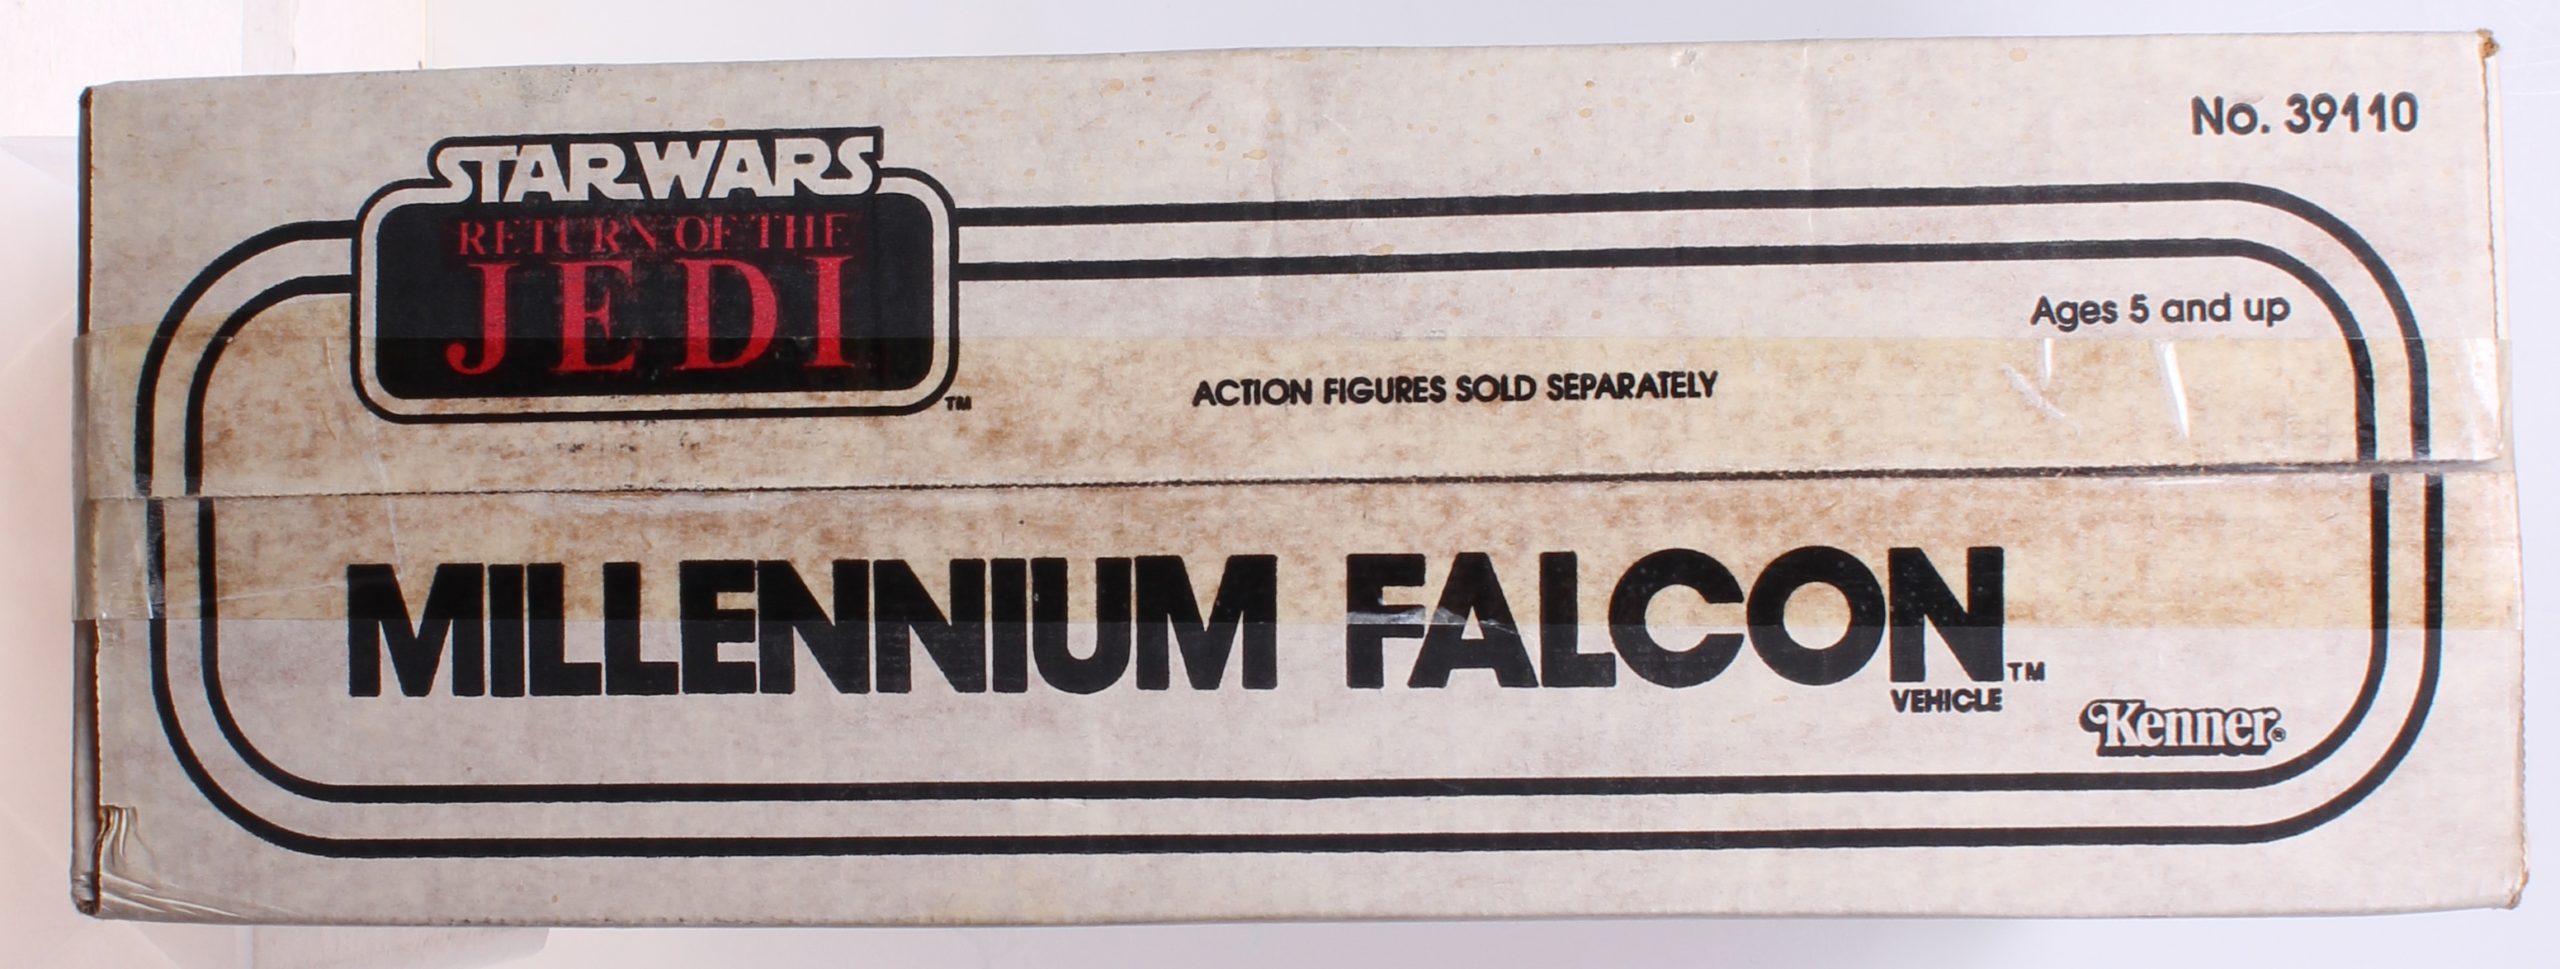 No. 39110
STAR WARS
RETURN OF THE
JEDI
TM
Ages 5 and up
ACTION FIGURES SOLD SEPARATELY
MILLENNIUM FALCON TM
VEHICLE
Kenner®